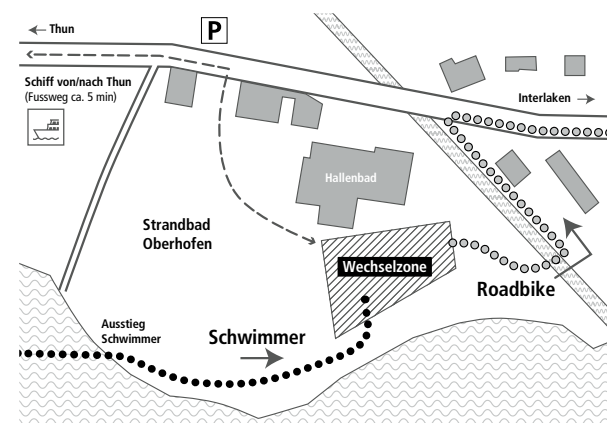 Thun
P
Schiff von/nach Thun
(Fussweg ca. 5 min)
Interlaken
Hallenbad
Strandbad
Oberhofen
Wechselzone
Roadbike
Ausstieg
Schwimmer
Schwimmer